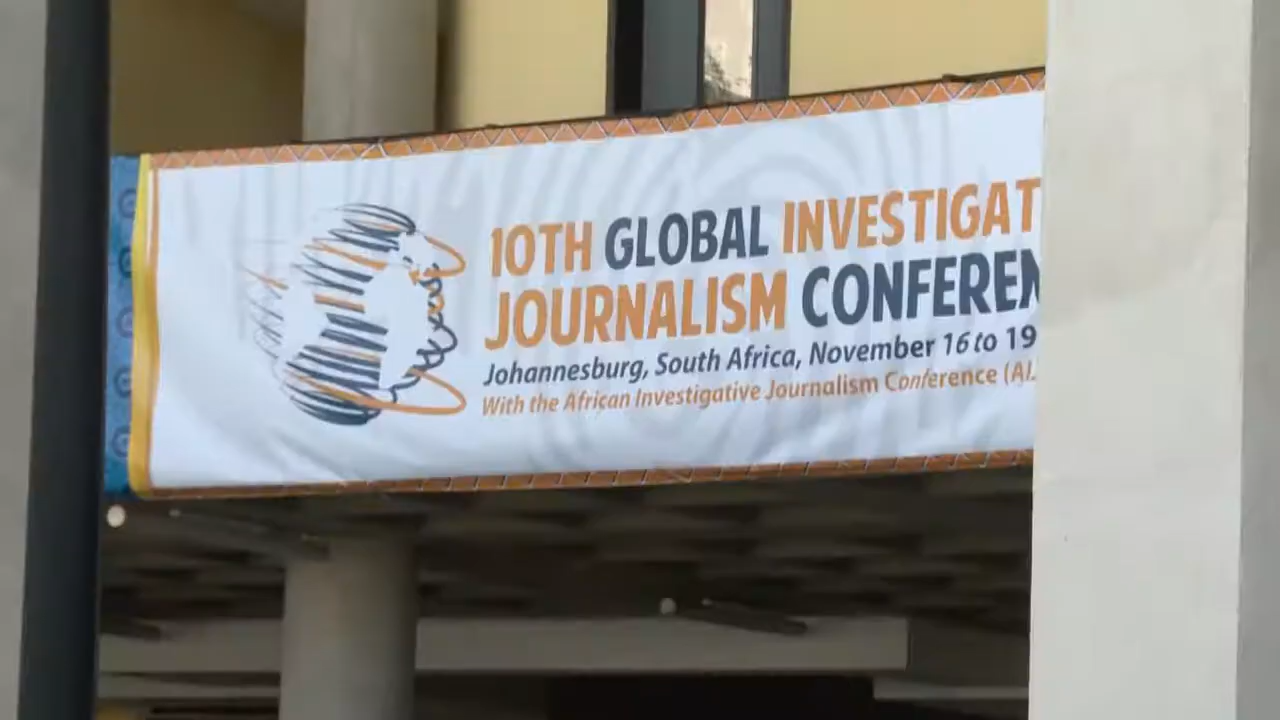 10TH GLOBAL INVESTIGAT
JOURNALISM CONFEREN
Johannesburg, South Africa, November 16 to 19
With the African Investigative Journalism Conference (AI